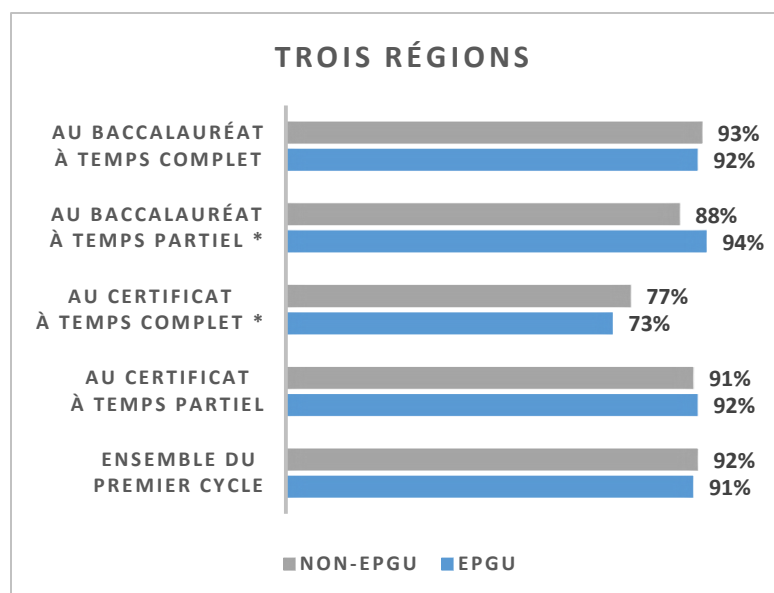 TROIS RÉGIONS
AU BACCALAURÉAT
À TEMPS COMPLET
93%
92%
AU BACCALAURÉAT
À TEMPS PARTIEL *
88%
94%
AU CERTIFICAT
À TEMPS COMPLET *
77%
73%
AU CERTIFICAT
À TEMPS PARTIEL
91%
92%
ENSEMBLE DU
PREMIER CYCLE
92%
91%
NON-EPGU EPGU